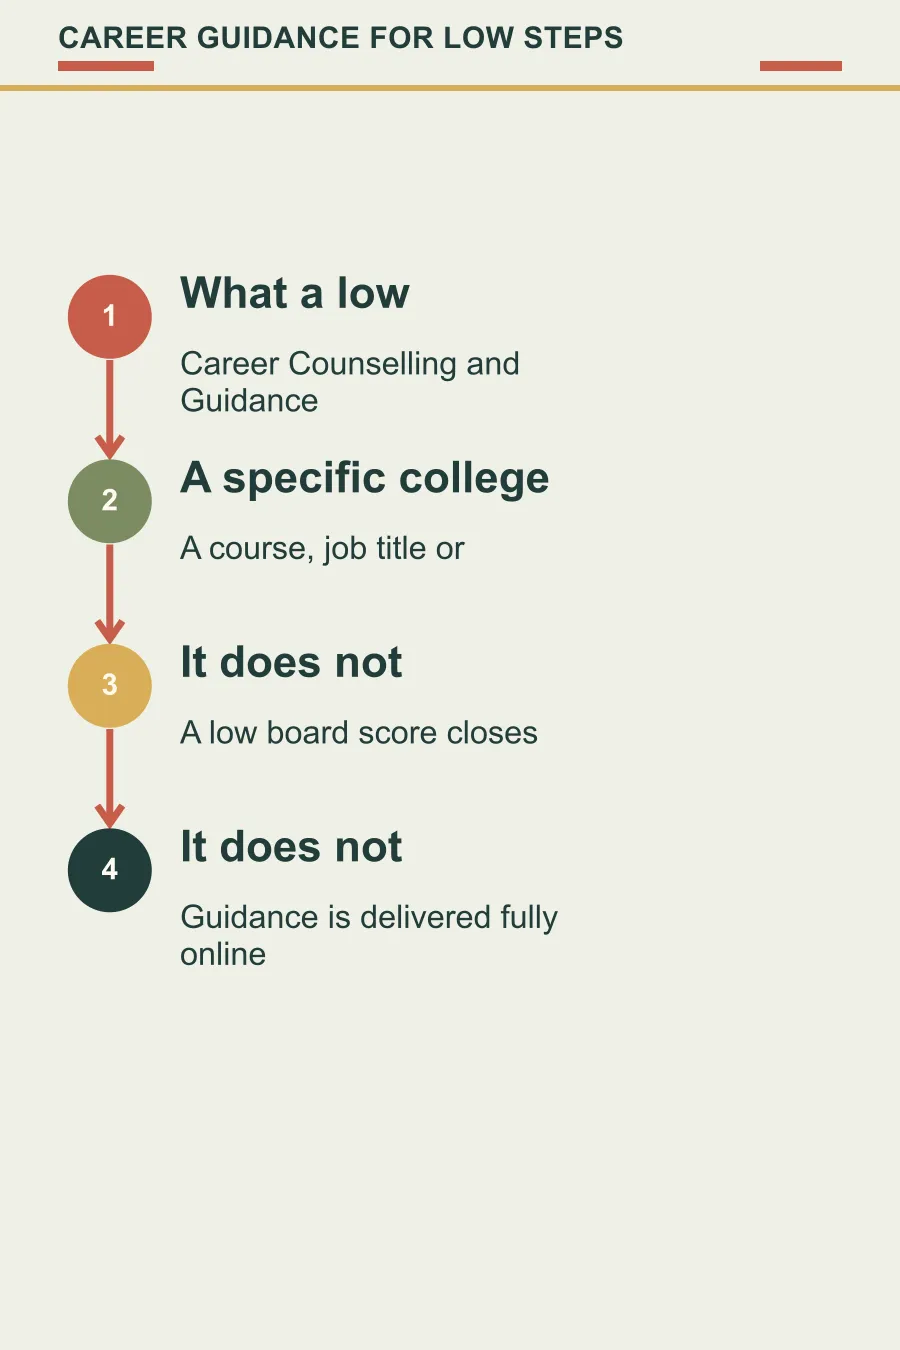 CAREER GUIDANCE FOR LOW STEPS
1
What a low
Career Counselling and
Guidance
2
A specific college
A course, job title or
3
It does not
A low board score closes
4
It does not
Guidance is delivered fully
online